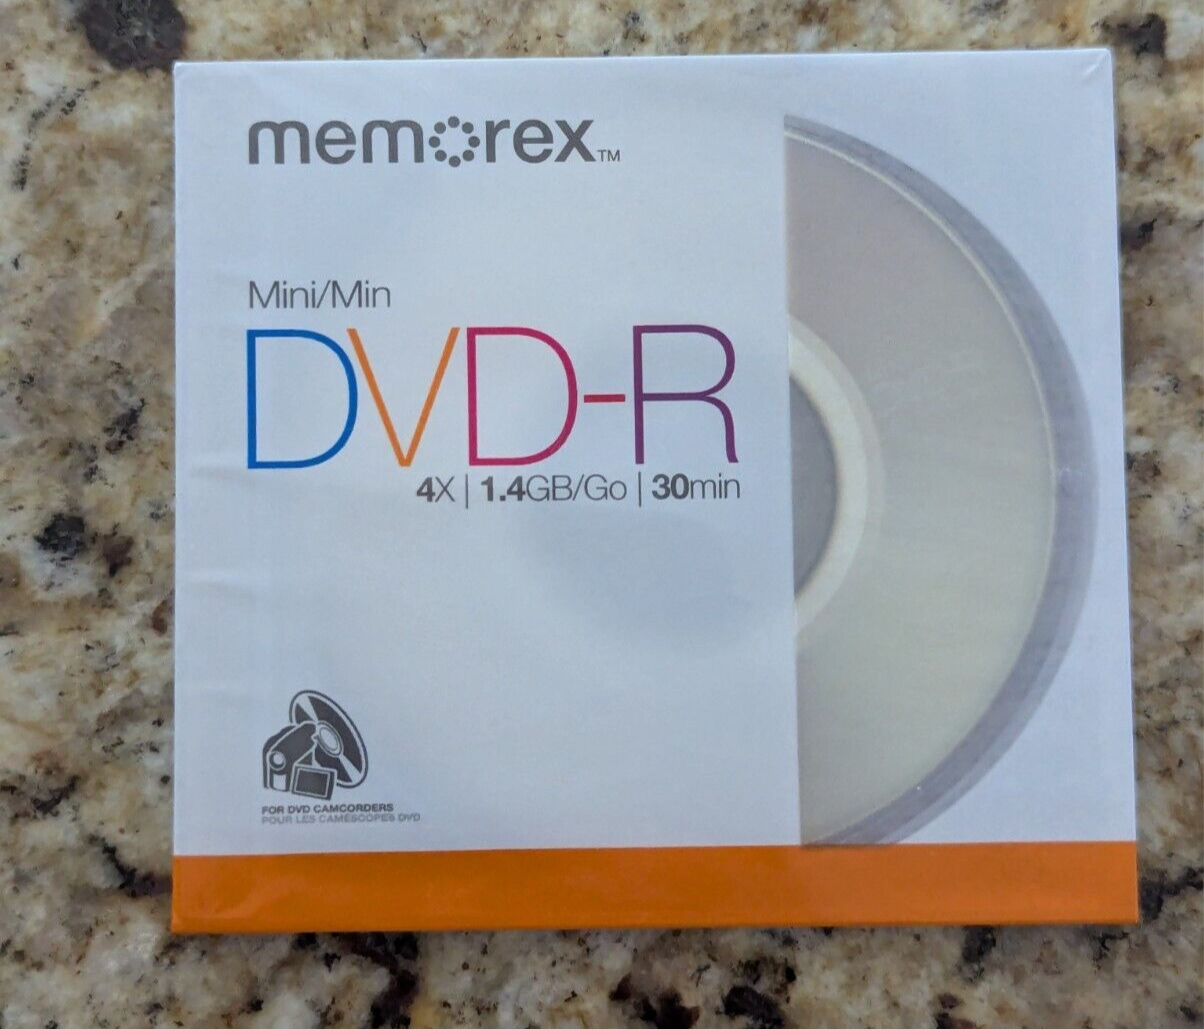 memorex™
Mini/Min
DVD-R
4X | 1.4GB/Go | 30min
FOR DVD CAMCORDERS
POUR LES CAMÉSCOPES DVD